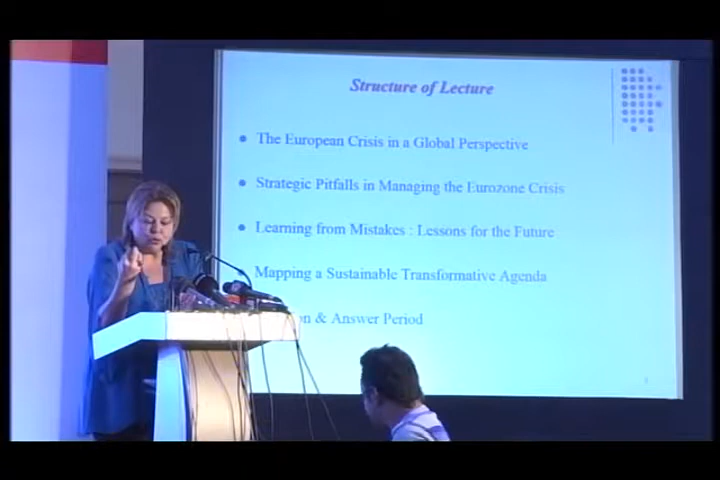 Structure of Lecture
The European Crisis in a Global Perspective
Strategic Pitfalls in Managing the Eurozone Crisis
Learning from Mistakes : Lessons for the Future
Mapping a Sustainable Transformative Agenda
& Answer Period